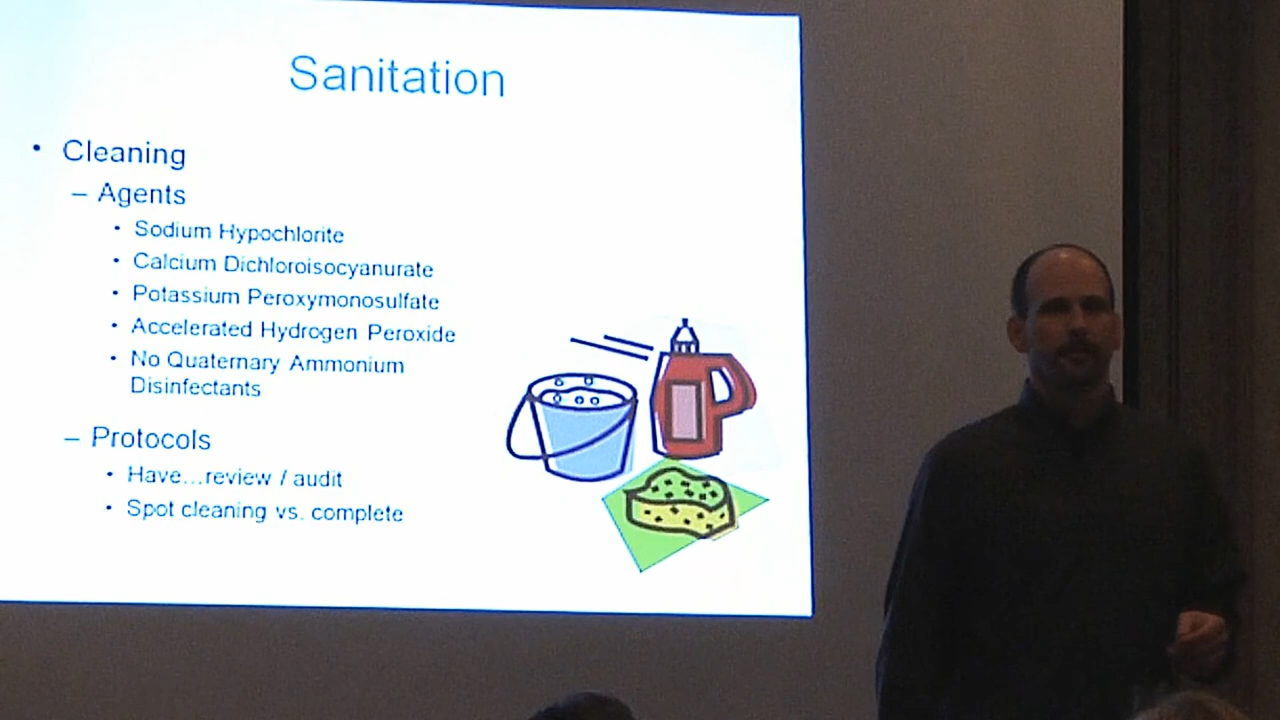 Sanitation
• Cleaning
– Agents
• Sodium Hypochlorite
• Calcium Dichloroisocyanurate
• Potassium Peroxymonosulfate
• Accelerated Hydrogen Peroxide
• No Quaternary Ammonium
Disinfectants
– Protocols
• Have...review / audit
• Spot cleaning vs. complete